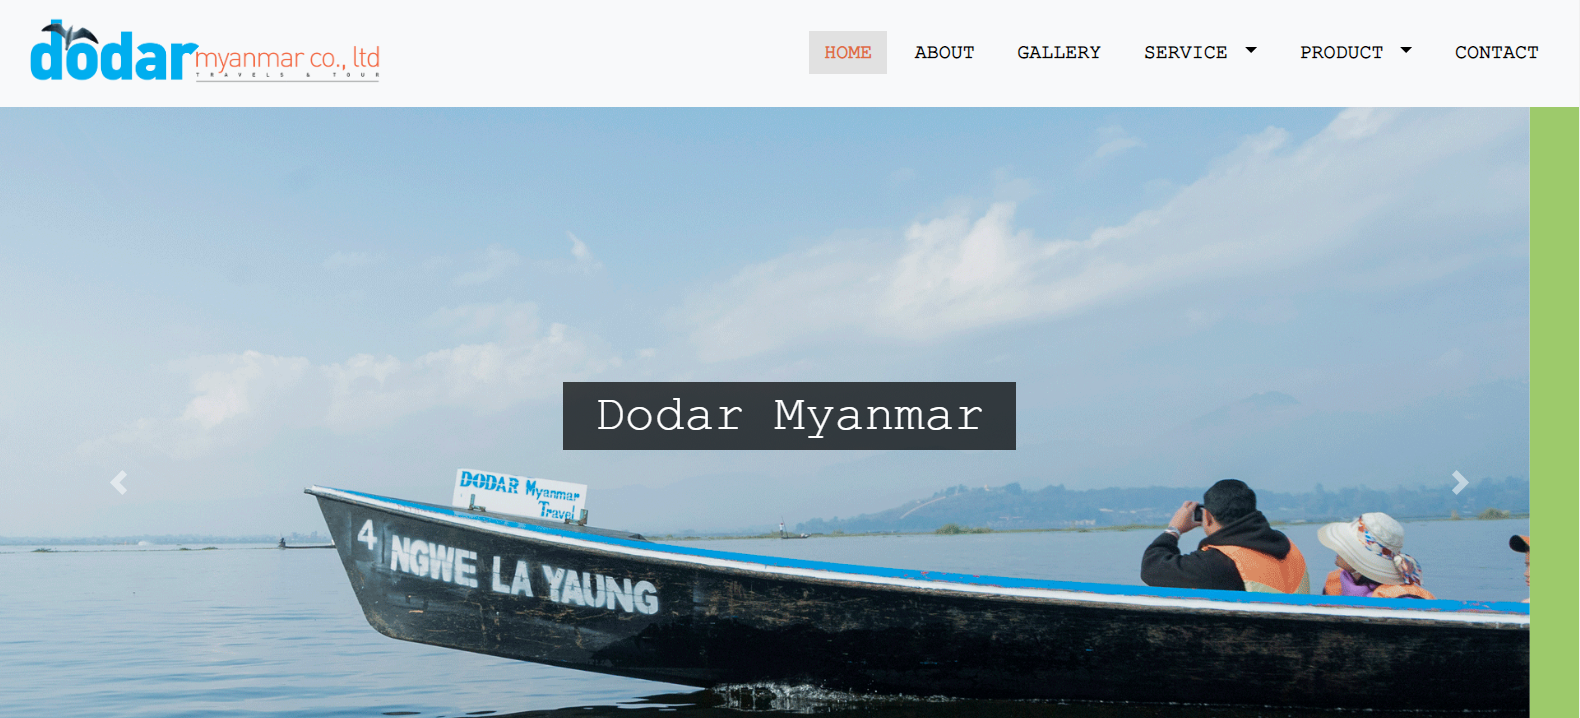 dodar myanmar co., ltd
TRAVELS & TOUR
HOME ABOUT GALLERY SERVICE PRODUCT CONTACT
Dodar Myanmar
DODAR Myanmar
Travel
4 NGWE LA YAUNG